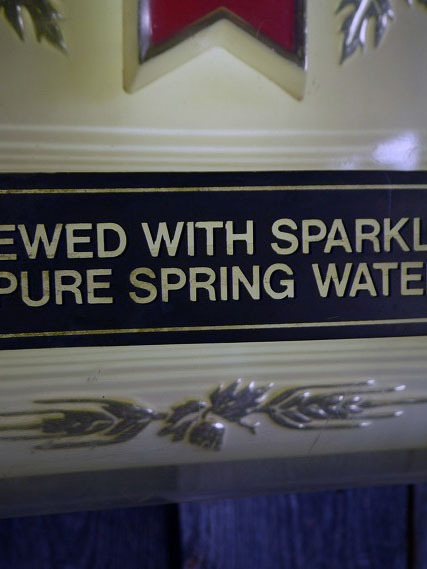 EWED WITH SPARKL
PURE SPRING WATE